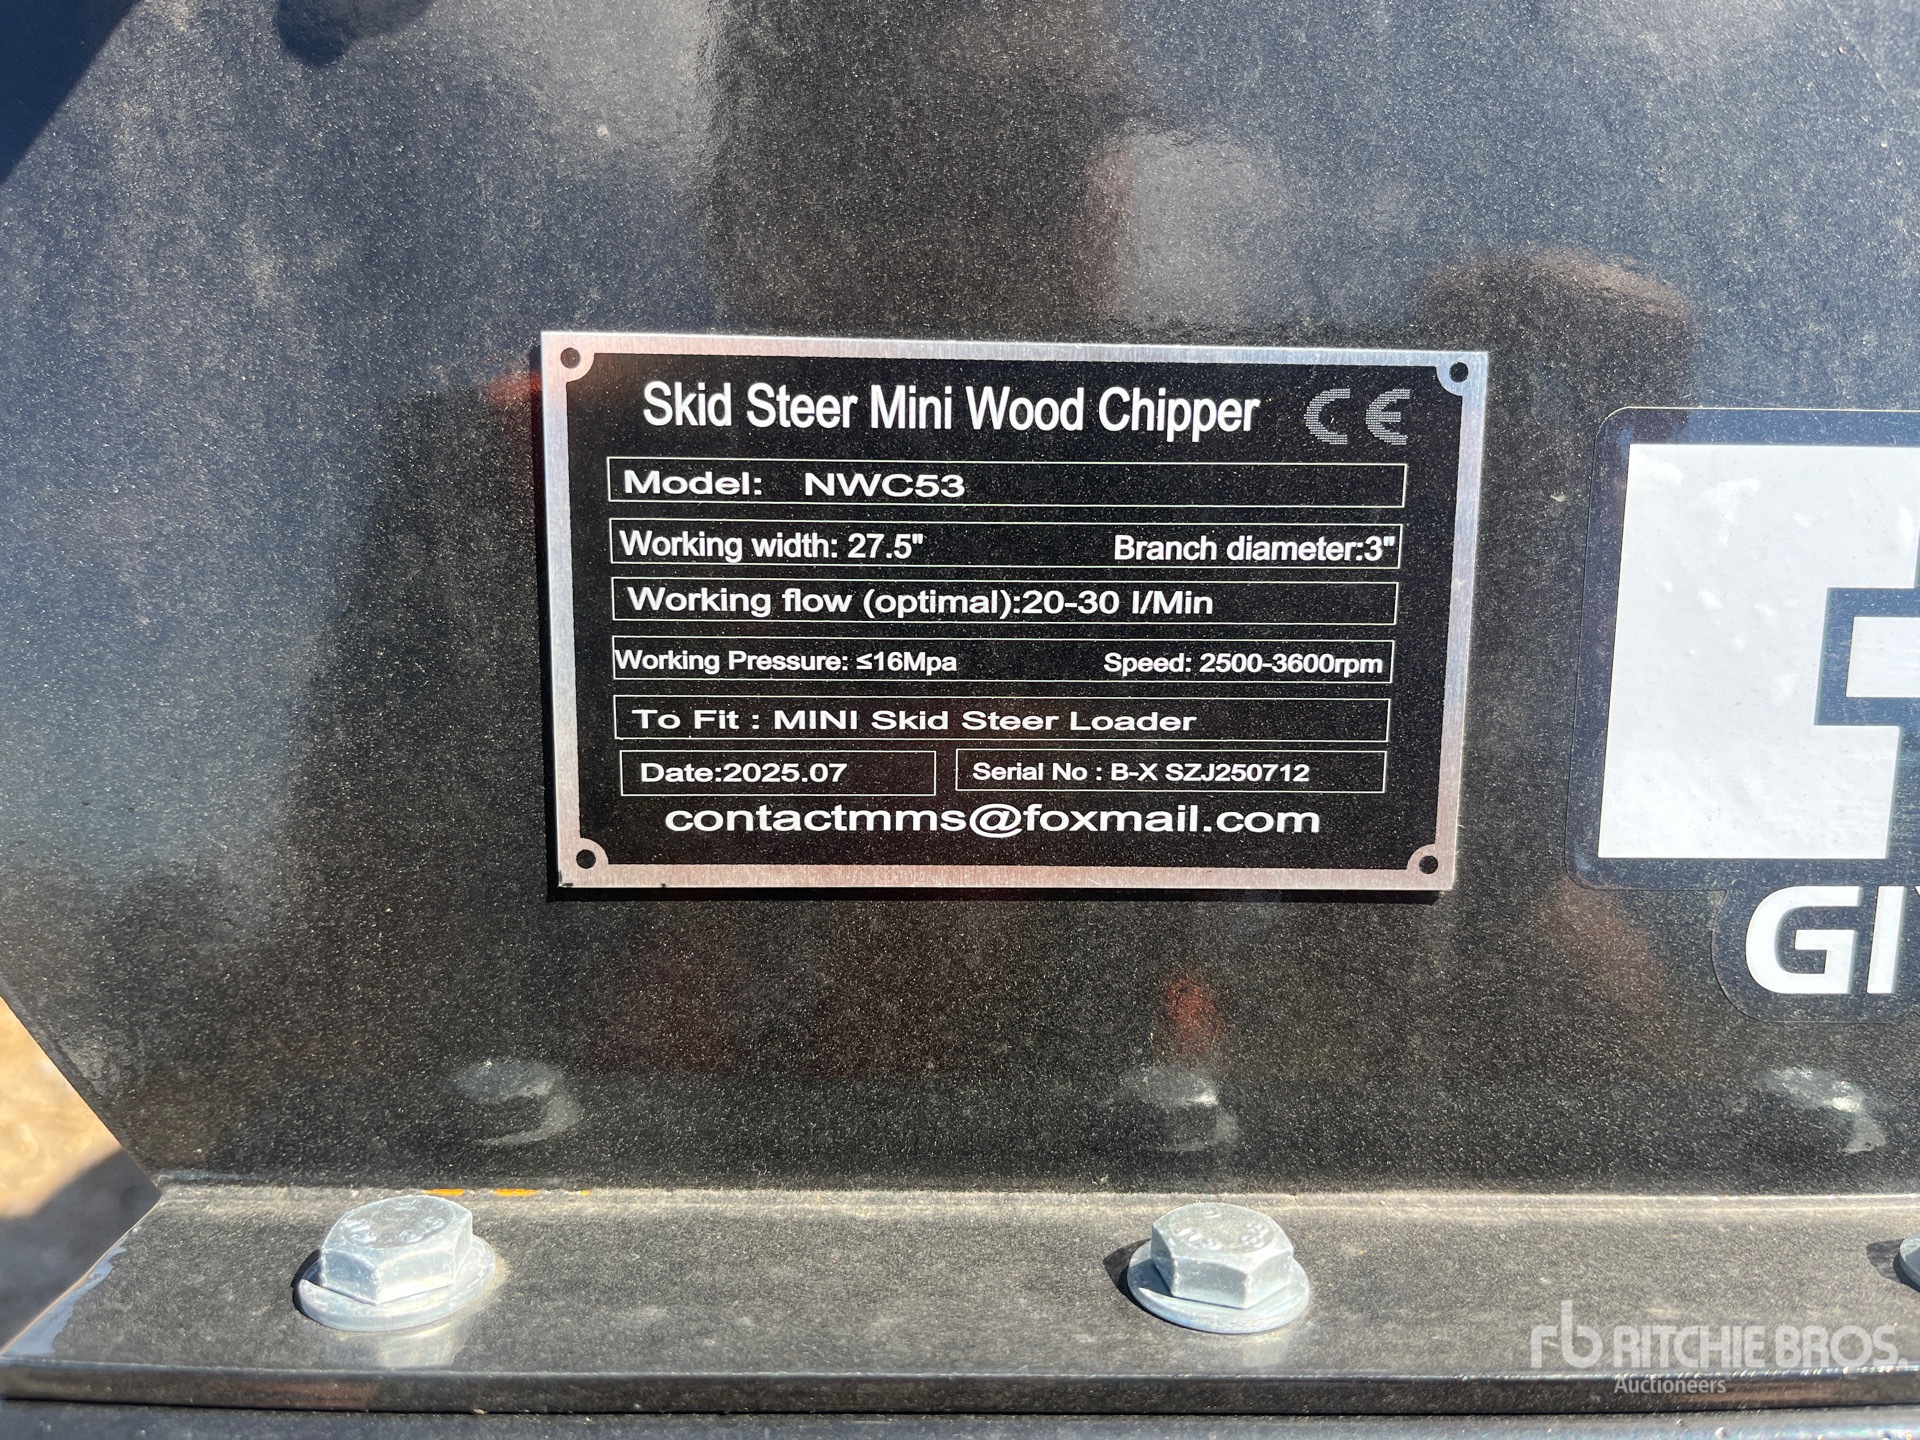 Skid Steer Mini Wood Chipper CE
Model: NWC53
Working width: 27.5" Branch diameter:3"
Working flow (optimal):20-30 l/Min
Working Pressure: ≤16Mpa Speed: 2500-3600rpm
To Fit : MINI Skid Steer Loader
Date:2025.07 Serial No : B-X SZJ250712
contactmms@foxmail.com
GI
rb RITCHIE BROS.
Auctioneers